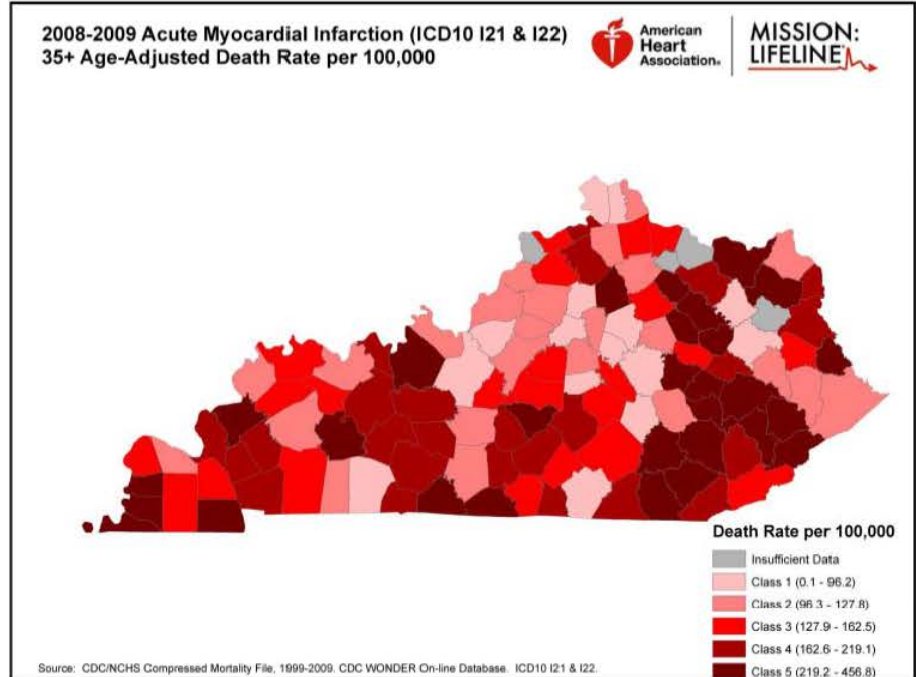 2008-2009 Acute Myocardial Infarction (ICD10 I21 & I22)
35+ Age-Adjusted Death Rate per 100,000
American
Heart
Association®
MISSION:
LIFELINE
Death Rate per 100,000
Insufficient Data
Class 1 (0.1 - 96.2)
Class 2 (96.3 - 127.8)
Class 3 (127.9 - 162.5)
Class 4 (162.6 - 219.1)
Class 5 (219.2 - 456.8)
Source: CDC/NCHS Compressed Mortality File, 1999-2009. CDC WONDER On-line Database. ICD10 I21 & I22.